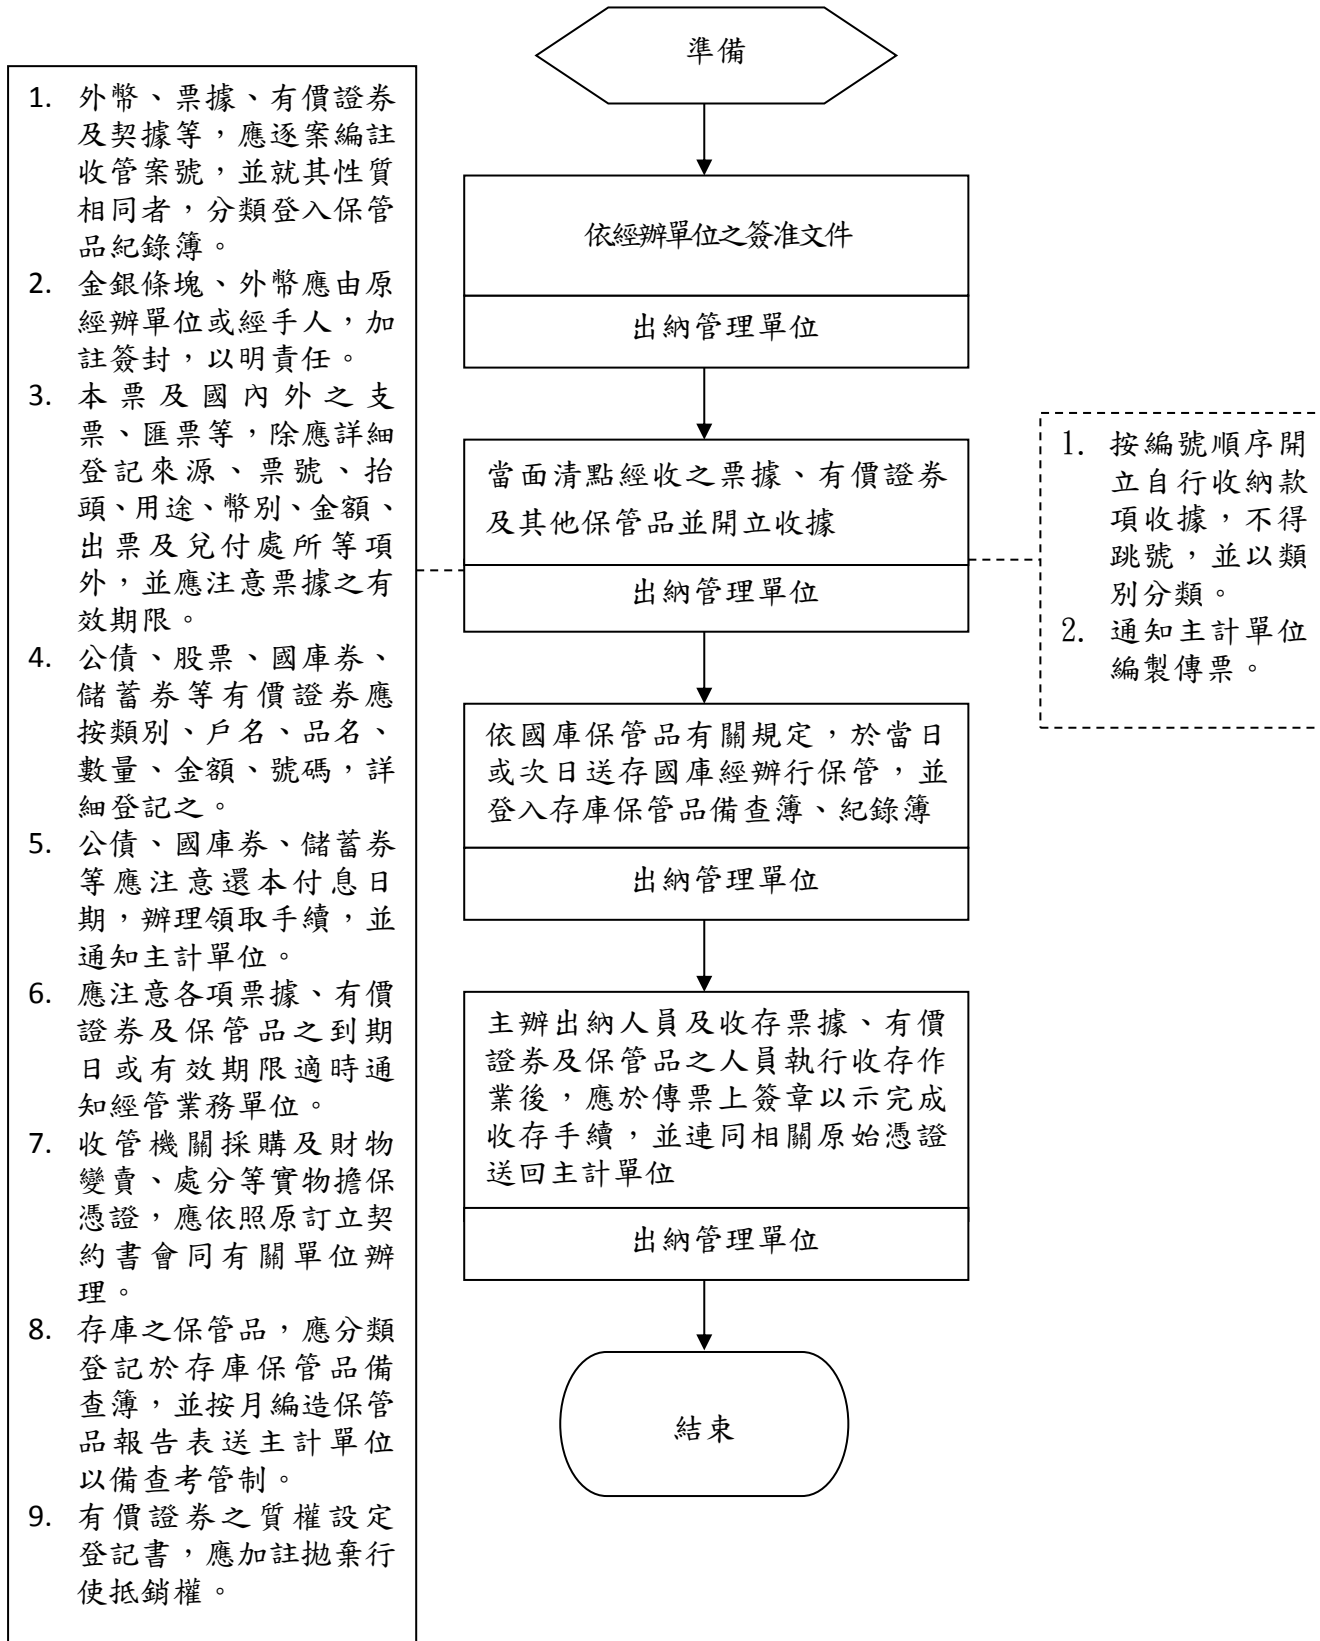 準備
1. 外幣、票據、有價證券
及契據等，應逐案編註
收管案號，並就其性質
相同者，分類登入保管
品紀錄簿。
2. 金銀條塊、外幣應由原
經辦單位或經手人，加
註簽封，以明責任。
3. 本票及國內外之支
票、匯票等，除應詳細
登記來源、票號、抬
頭、用途、幣別、金額、
出票及兌付處所等項
外，並應注意票據之有
效期限。
4. 公債、股票、國庫券、
儲蓄券等有價證券應
按類別、戶名、品名、
數量、金額、號碼，詳
細登記之。
5. 公債、國庫券、儲蓄券
等應注意還本付息日
期，辦理領取手續，並
通知主計單位。
6. 應注意各項票據、有價
證券及保管品之到期
日或有效期限適時通
知經管業務單位。
7. 收管機關採購及財物
變賣、處分等實物擔保
憑證，應依照原訂立契
約書會同有關單位辦
理。
8. 存庫之保管品，應分類
登記於存庫保管品備
查簿，並按月編造保管
品報告表送主計單位
以備查考管制。
9. 有價證券之質權設定
登記書，應加註拋棄行
使抵銷權。
依經辦單位之簽准文件
出納管理單位
當面清點經收之票據、有價證券
及其他保管品並開立收據
出納管理單位
1. 按編號順序開
立自行收納款
項收據，不得
跳號，並以類
別分類。
2. 通知主計單位
編製傳票。
依國庫保管品有關規定，於當日
或次日送存國庫經辦行保管，並
登入存庫保管品備查簿、紀錄簿
出納管理單位
主辦出納人員及收存票據、有價
證券及保管品之人員執行收存作
業後，應於傳票上簽章以示完成
收存手續，並連同相關原始憑證
送回主計單位
出納管理單位
結束